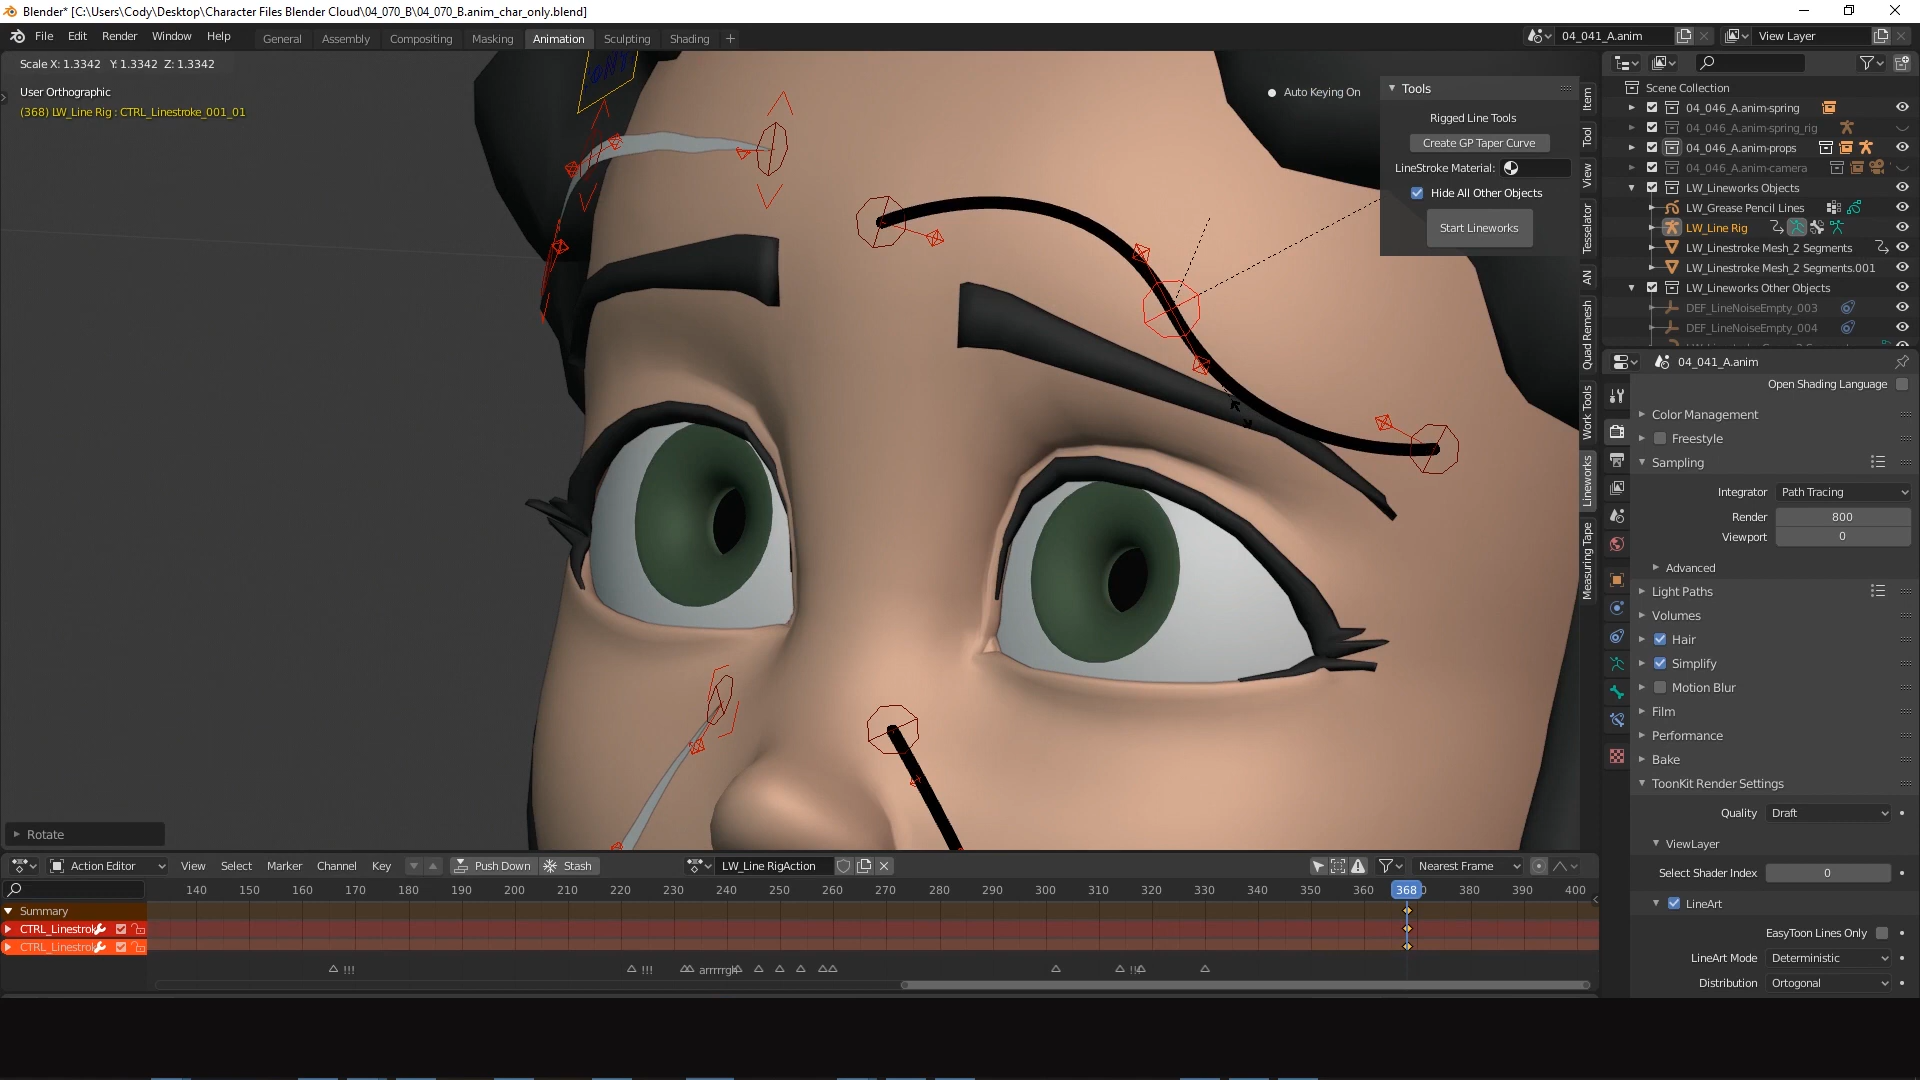 Blender* [C:\Users\Cody\Desktop\Character Files Blender Cloud\04_070_B\04_070_B.anim_char_only.blend]
File Edit Render Window Help General Assembly Compositing Masking Animation Sculpting Shading + 04_041_A.anim View Layer
Scale X: 1.3342 Y: 1.3342 Z: 1.3342
User Orthographic
(368) LW_Line Rig : CTRL_Linestroke_001_01
Auto Keying On
Tools
Rigged Line Tools
Create GP Taper Curve
LineStroke Material:
Hide All Other Objects
Start Lineworks
Item
Tool
View
Tesselator
AN
Quad Remesh
Work Tools
Lineworks
Measuring Tape
Scene Collection
04_046_A.anim-spring
04_046_A.anim-spring_rig
04_046_A.anim-props
04_046_A.anim-camera
LW_Lineworks Objects
LW_Grease Pencil Lines
LW_Line Rig
LW_Linestroke Mesh_2 Segments
LW_Linestroke Mesh_2 Segments.001
LW_Lineworks Other Objects
DEF_LineNoiseEmpty_003
DEF_LineNoiseEmpty_004
04_041_A.anim
Open Shading Language
Color Management
Freestyle
Sampling
Integrator Path Tracing
Render 800
Viewport 0
Advanced
Light Paths
Volumes
Hair
Simplify
Motion Blur
Film
Performance
Bake
ToonKit Render Settings
Quality Draft
ViewLayer
Select Shader Index 0
LineArt
EasyToon Lines Only
LineArt Mode Deterministic
Distribution Ortogonal
Rotate
Action Editor View Select Marker Channel Key Push Down Stash LW_Line RigAction Nearest Frame
140 150 160 170 180 190 200 210 220 230 240 250 260 270 280 290 300 310 320 330 340 350 360 368 380 390 400
Summary
CTRL_Linestrok
CTRL_Linestrok
!!! !!! arrrrrgh